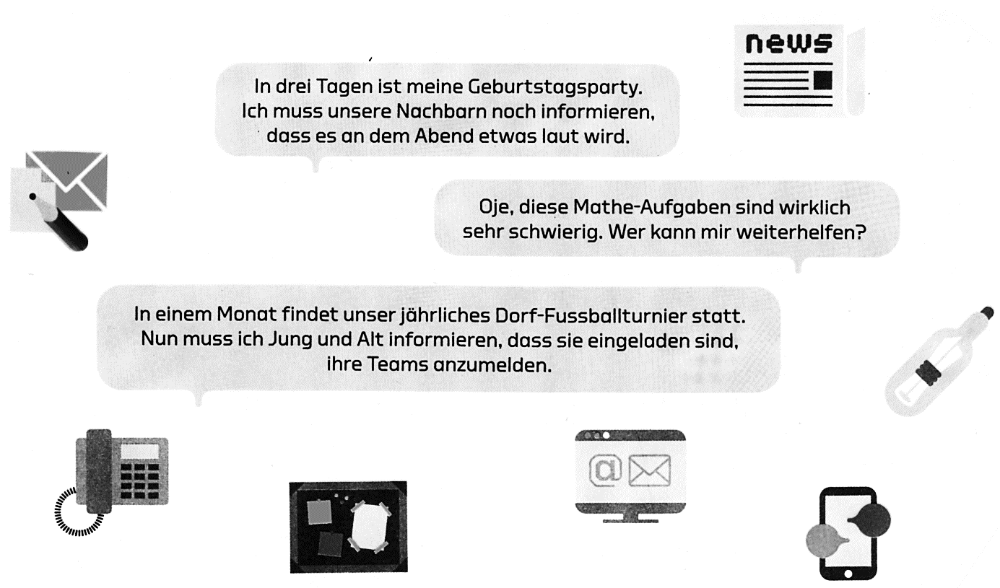 news
In drei Tagen ist meine Geburtstagsparty.
Ich muss unsere Nachbarn noch informieren,
dass es an dem Abend etwas laut wird.
Oje, diese Mathe-Aufgaben sind wirklich
sehr schwierig. Wer kann mir weiterhelfen?
In einem Monat findet unser jährliches Dorf-Fussballturnier statt.
Nun muss ich Jung und Alt informieren, dass sie eingeladen sind,
ihre Teams anzumelden.
@